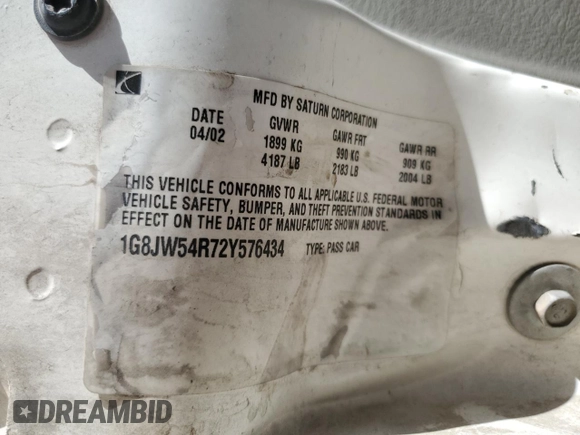 MFD BY SATURN CORPORATION
DATE GVWR GAWR FRT GAWR RR
04/02 1899 KG 990 KG 909 KG
4187 LB 2183 LB 2004 LB
THIS VEHICLE CONFORMS TO ALL APPLICABLE U.S. FEDERAL MOTOR
VEHICLE SAFETY, BUMPER, AND THEFT PREVENTION STANDARDS IN
EFFECT ON THE DATE OF MANUFACTURE SHOWN ABOVE.
1G8JW54R72Y576434 TYPE: PASS CAR
DREAMBID